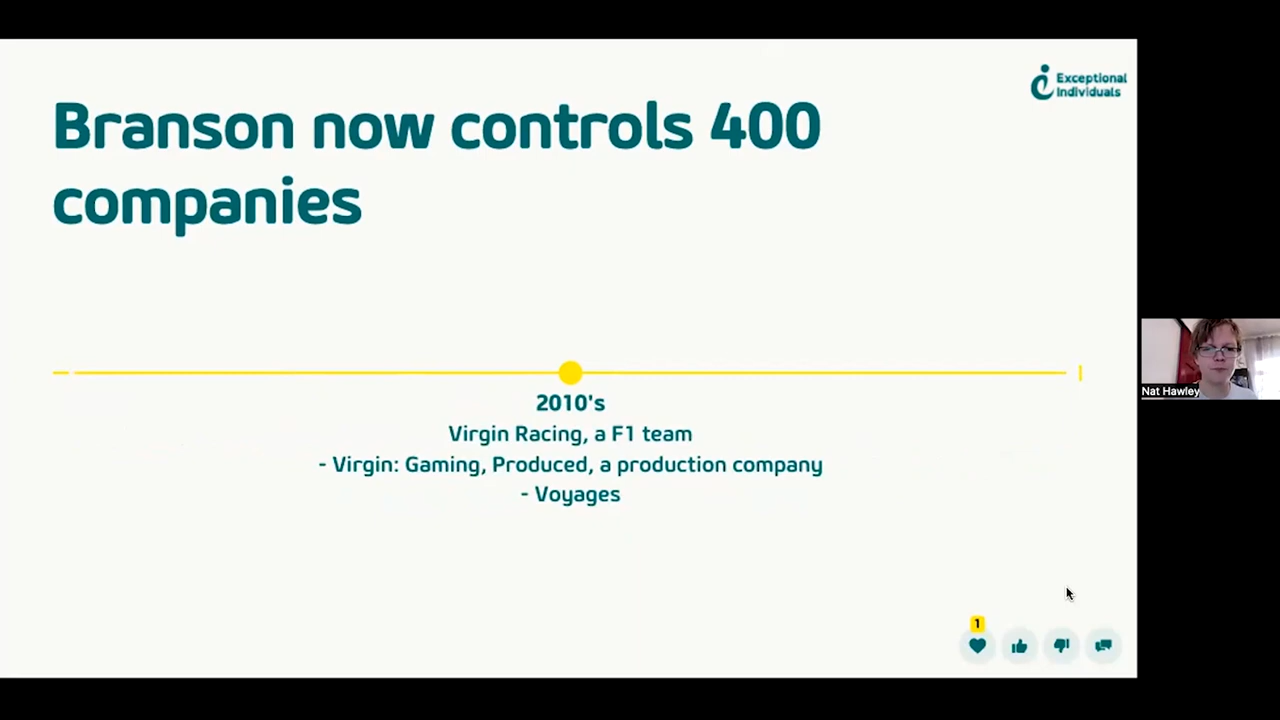 Exceptional
Individuals
Branson now controls 400
companies
2010's
Virgin Racing, a F1 team
- Virgin: Gaming, Produced, a production company
- Voyages
Nat Hawley
1